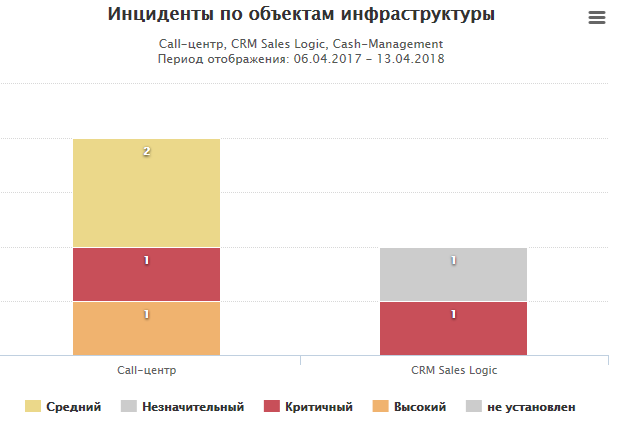 Инциденты по объектам инфраструктуры
Call-центр, CRM Sales Logic, Cash-Management
Период отображения: 06.04.2017 - 13.04.2018
2
1
1
1
1
Call-центр
CRM Sales Logic
Средний Незначительный Критичный Высокий не установлен